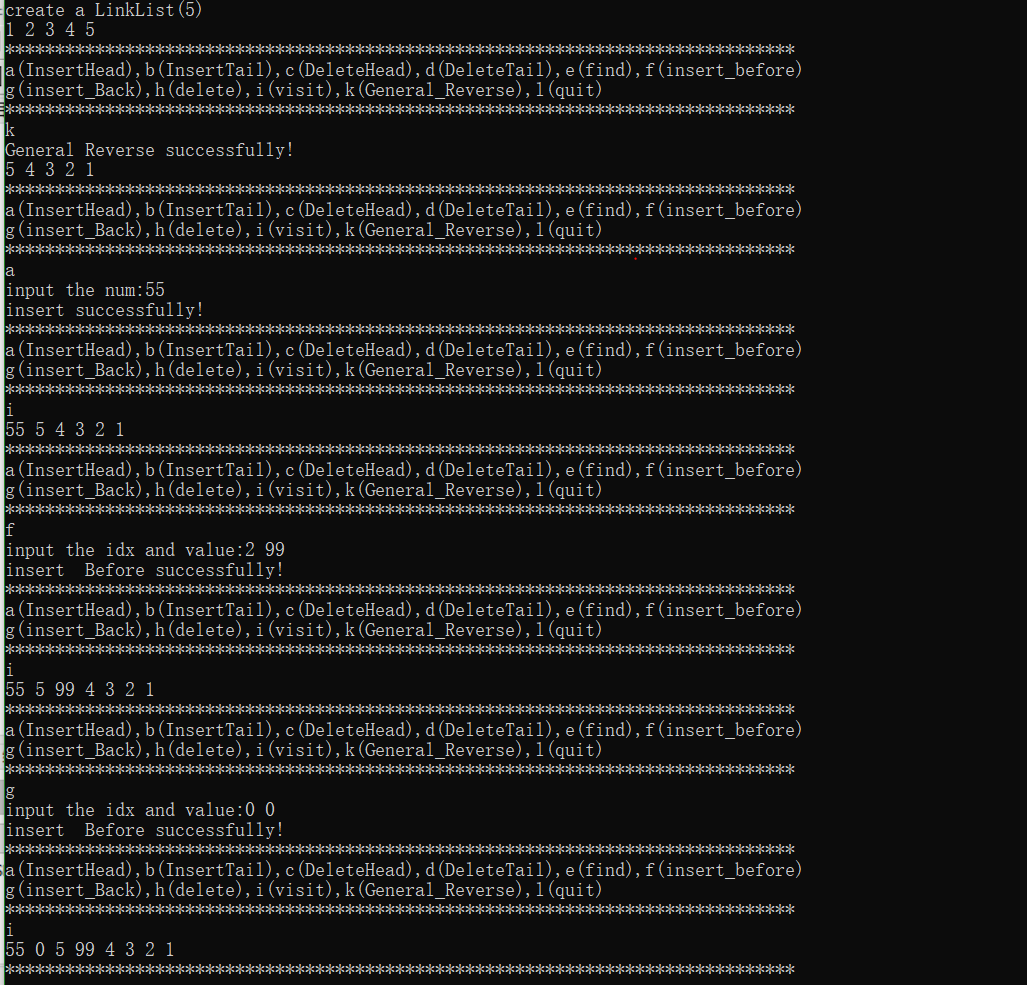 create a LinkList(5)
1 2 3 4 5
*******************************************************************************
a(InsertHead),b(InsertTail),c(DeleteHead),d(DeleteTail),e(find),f(insert_before)
g(insert_Back),h(delete),i(visit),k(General_Reverse),l(quit)
*******************************************************************************
k
General Reverse successfully!
5 4 3 2 1
*******************************************************************************
a(InsertHead),b(InsertTail),c(DeleteHead),d(DeleteTail),e(find),f(insert_before)
g(insert_Back),h(delete),i(visit),k(General_Reverse),l(quit)
*******************************************************************************
a
input the num:55
insert successfully!
*******************************************************************************
a(InsertHead),b(InsertTail),c(DeleteHead),d(DeleteTail),e(find),f(insert_before)
g(insert_Back),h(delete),i(visit),k(General_Reverse),l(quit)
*******************************************************************************
i
55 5 4 3 2 1
*******************************************************************************
a(InsertHead),b(InsertTail),c(DeleteHead),d(DeleteTail),e(find),f(insert_before)
g(insert_Back),h(delete),i(visit),k(General_Reverse),l(quit)
*******************************************************************************
f
input the idx and value:2 99
insert  Before successfully!
*******************************************************************************
a(InsertHead),b(InsertTail),c(DeleteHead),d(DeleteTail),e(find),f(insert_before)
g(insert_Back),h(delete),i(visit),k(General_Reverse),l(quit)
*******************************************************************************
i
55 5 99 4 3 2 1
*******************************************************************************
a(InsertHead),b(InsertTail),c(DeleteHead),d(DeleteTail),e(find),f(insert_before)
g(insert_Back),h(delete),i(visit),k(General_Reverse),l(quit)
*******************************************************************************
g
input the idx and value:0 0
insert  Before successfully!
*******************************************************************************
a(InsertHead),b(InsertTail),c(DeleteHead),d(DeleteTail),e(find),f(insert_before)
g(insert_Back),h(delete),i(visit),k(General_Reverse),l(quit)
*******************************************************************************
i
55 0 5 99 4 3 2 1
*******************************************************************************